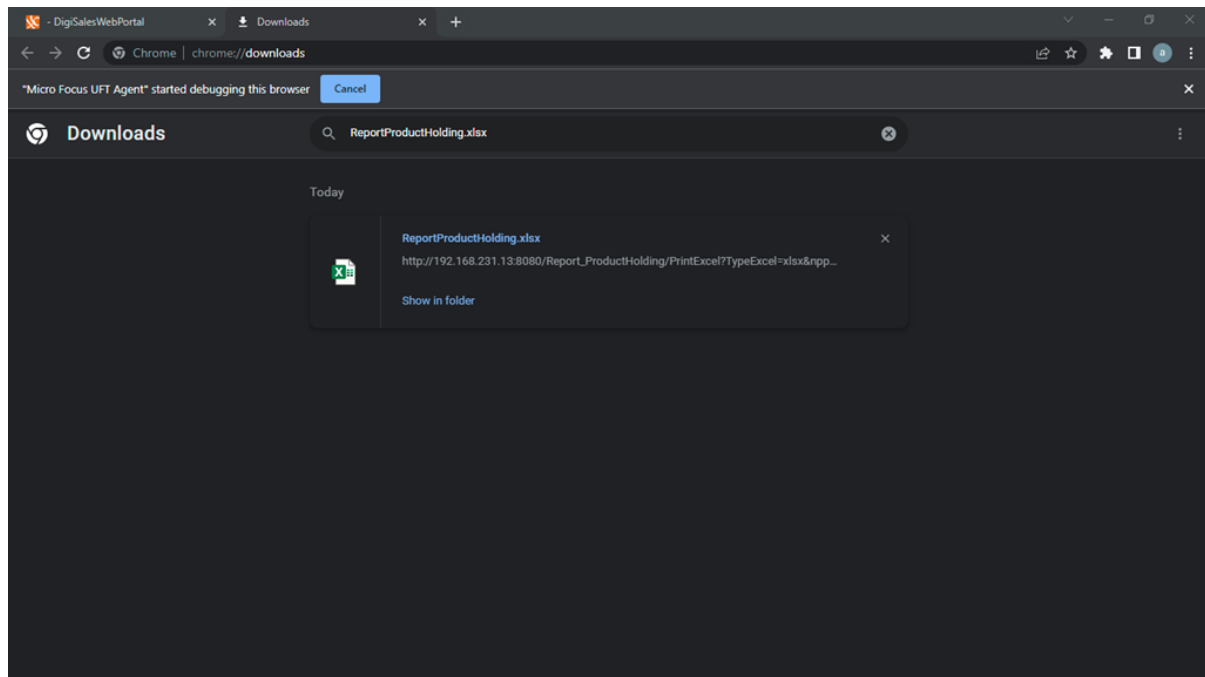 - DigiSalesWebPortal
Downloads
Chrome | chrome://downloads
a
"Micro Focus UFT Agent" started debugging this browser
Cancel
Downloads
ReportProductHolding.xlsx
Today
ReportProductHolding.xlsx
http://192.168.231.13:8080/Report_ProductHolding/PrintExcel?TypeExcel=xlsx&npp...
Show in folder